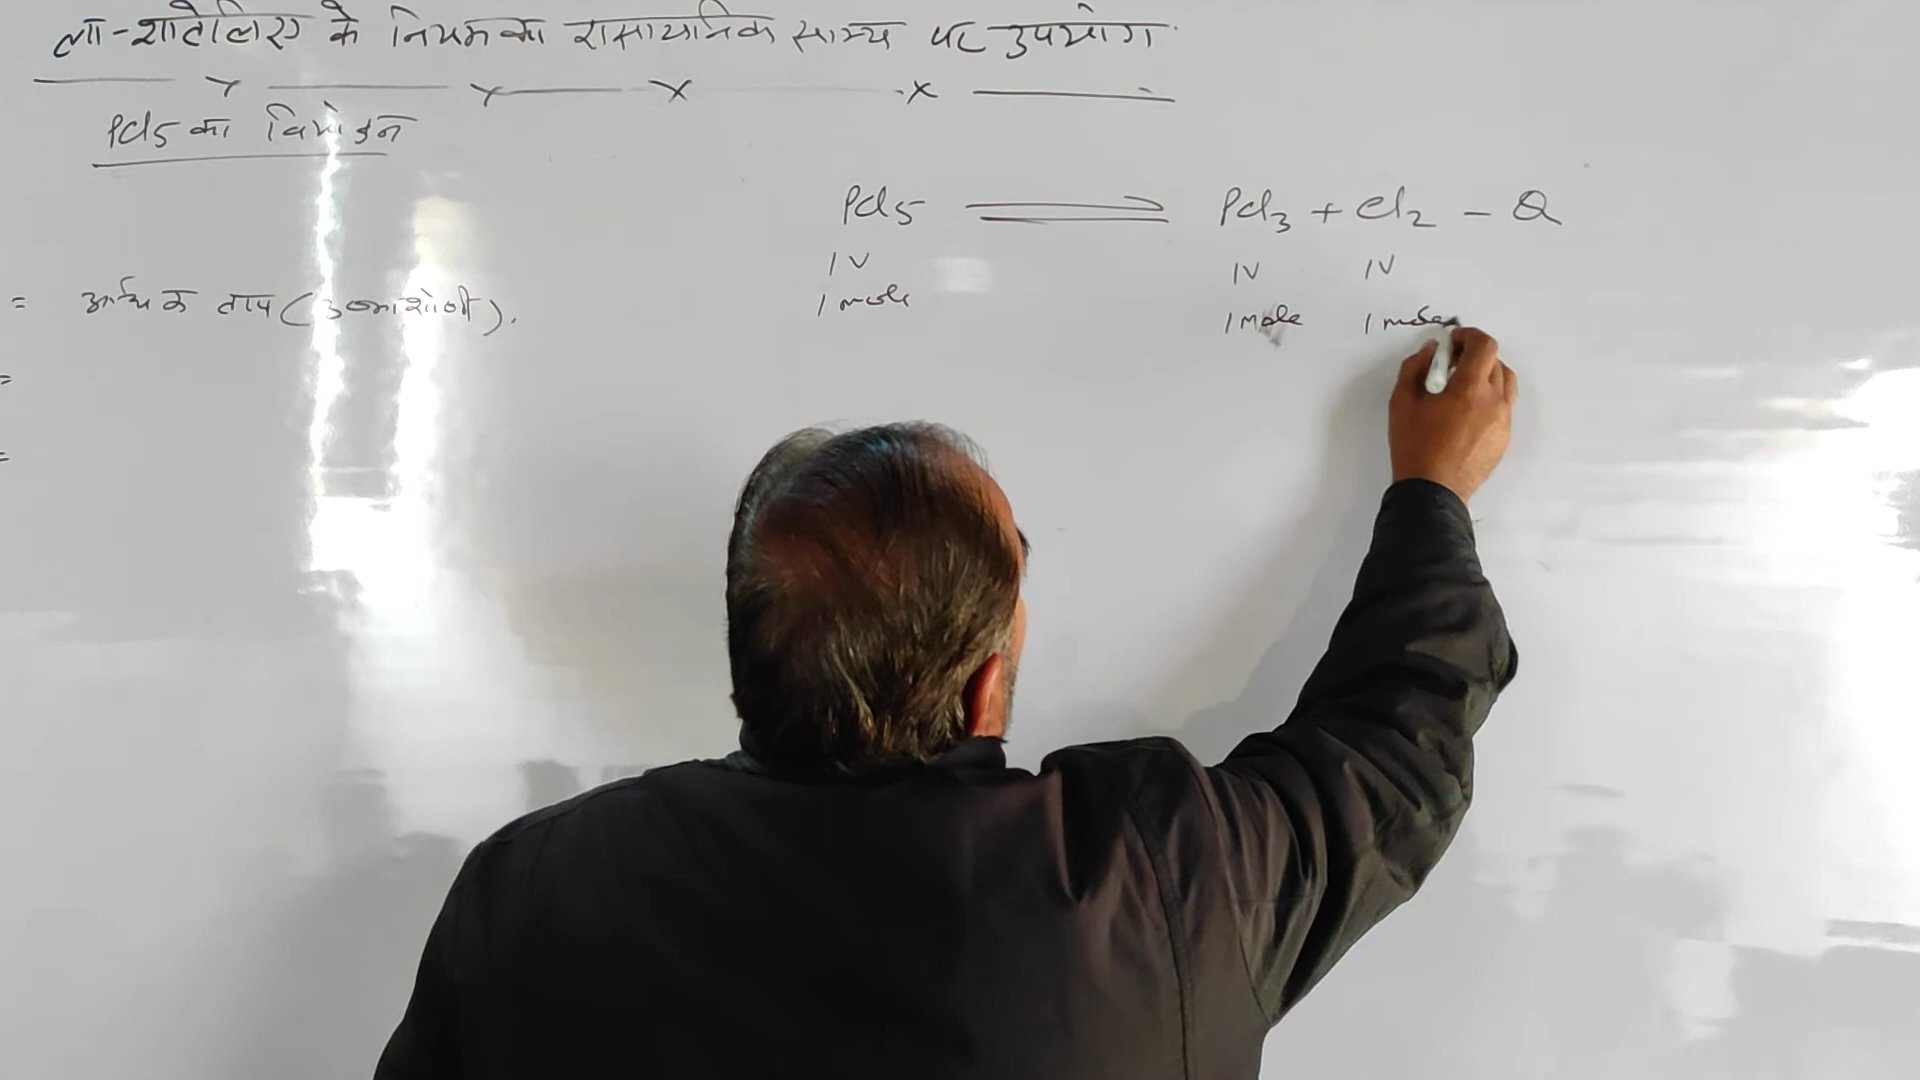 ला-शातेलिए के नियम का रासायनिक साम्य पर उपयोग
PCl5 का वियोजन
PCl5 ⇌ PCl3 + Cl2 - Q
1V 1V 1V
= अधिक ताप (उष्माशोषी).
1 mole 1 mole 1 mole
=
=